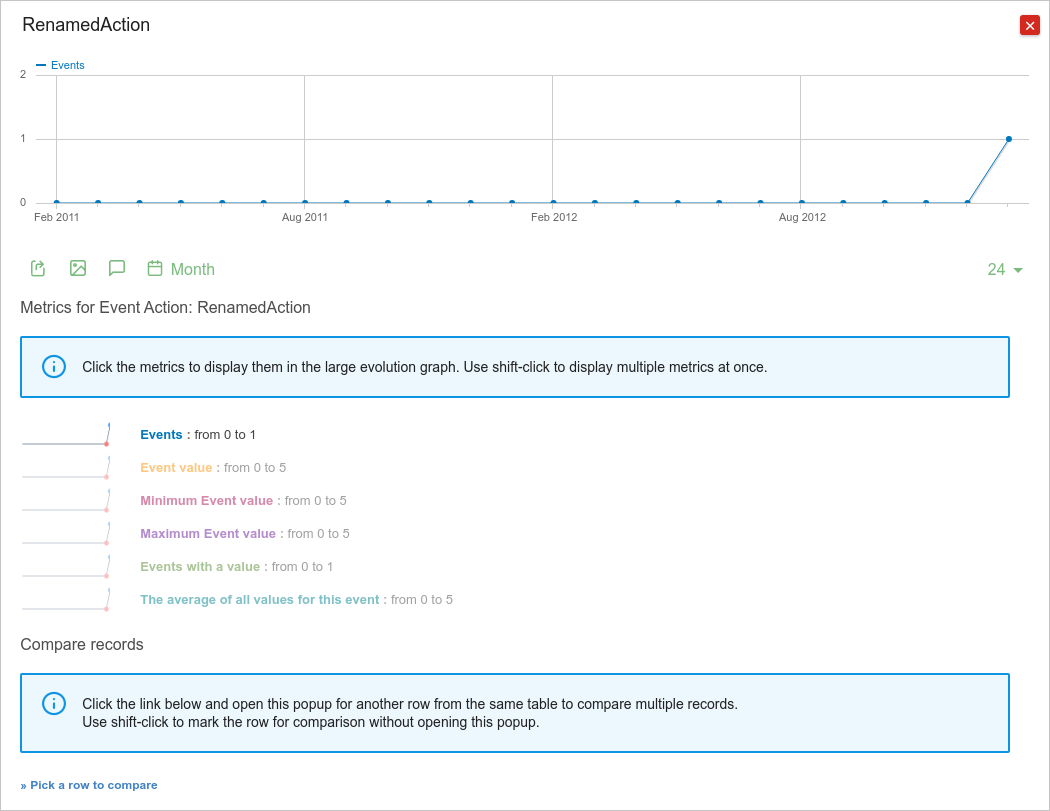 RenamedAction
Events
2
1
0
Feb 2011
Aug 2011
Feb 2012
Aug 2012
Month
24
Metrics for Event Action: RenamedAction
Click the metrics to display them in the large evolution graph. Use shift-click to display multiple metrics at once.
Events : from 0 to 1
Event value : from 0 to 5
Minimum Event value : from 0 to 5
Maximum Event value : from 0 to 5
Events with a value : from 0 to 1
The average of all values for this event : from 0 to 5
Compare records
Click the link below and open this popup for another row from the same table to compare multiple records.
Use shift-click to mark the row for comparison without opening this popup.
» Pick a row to compare